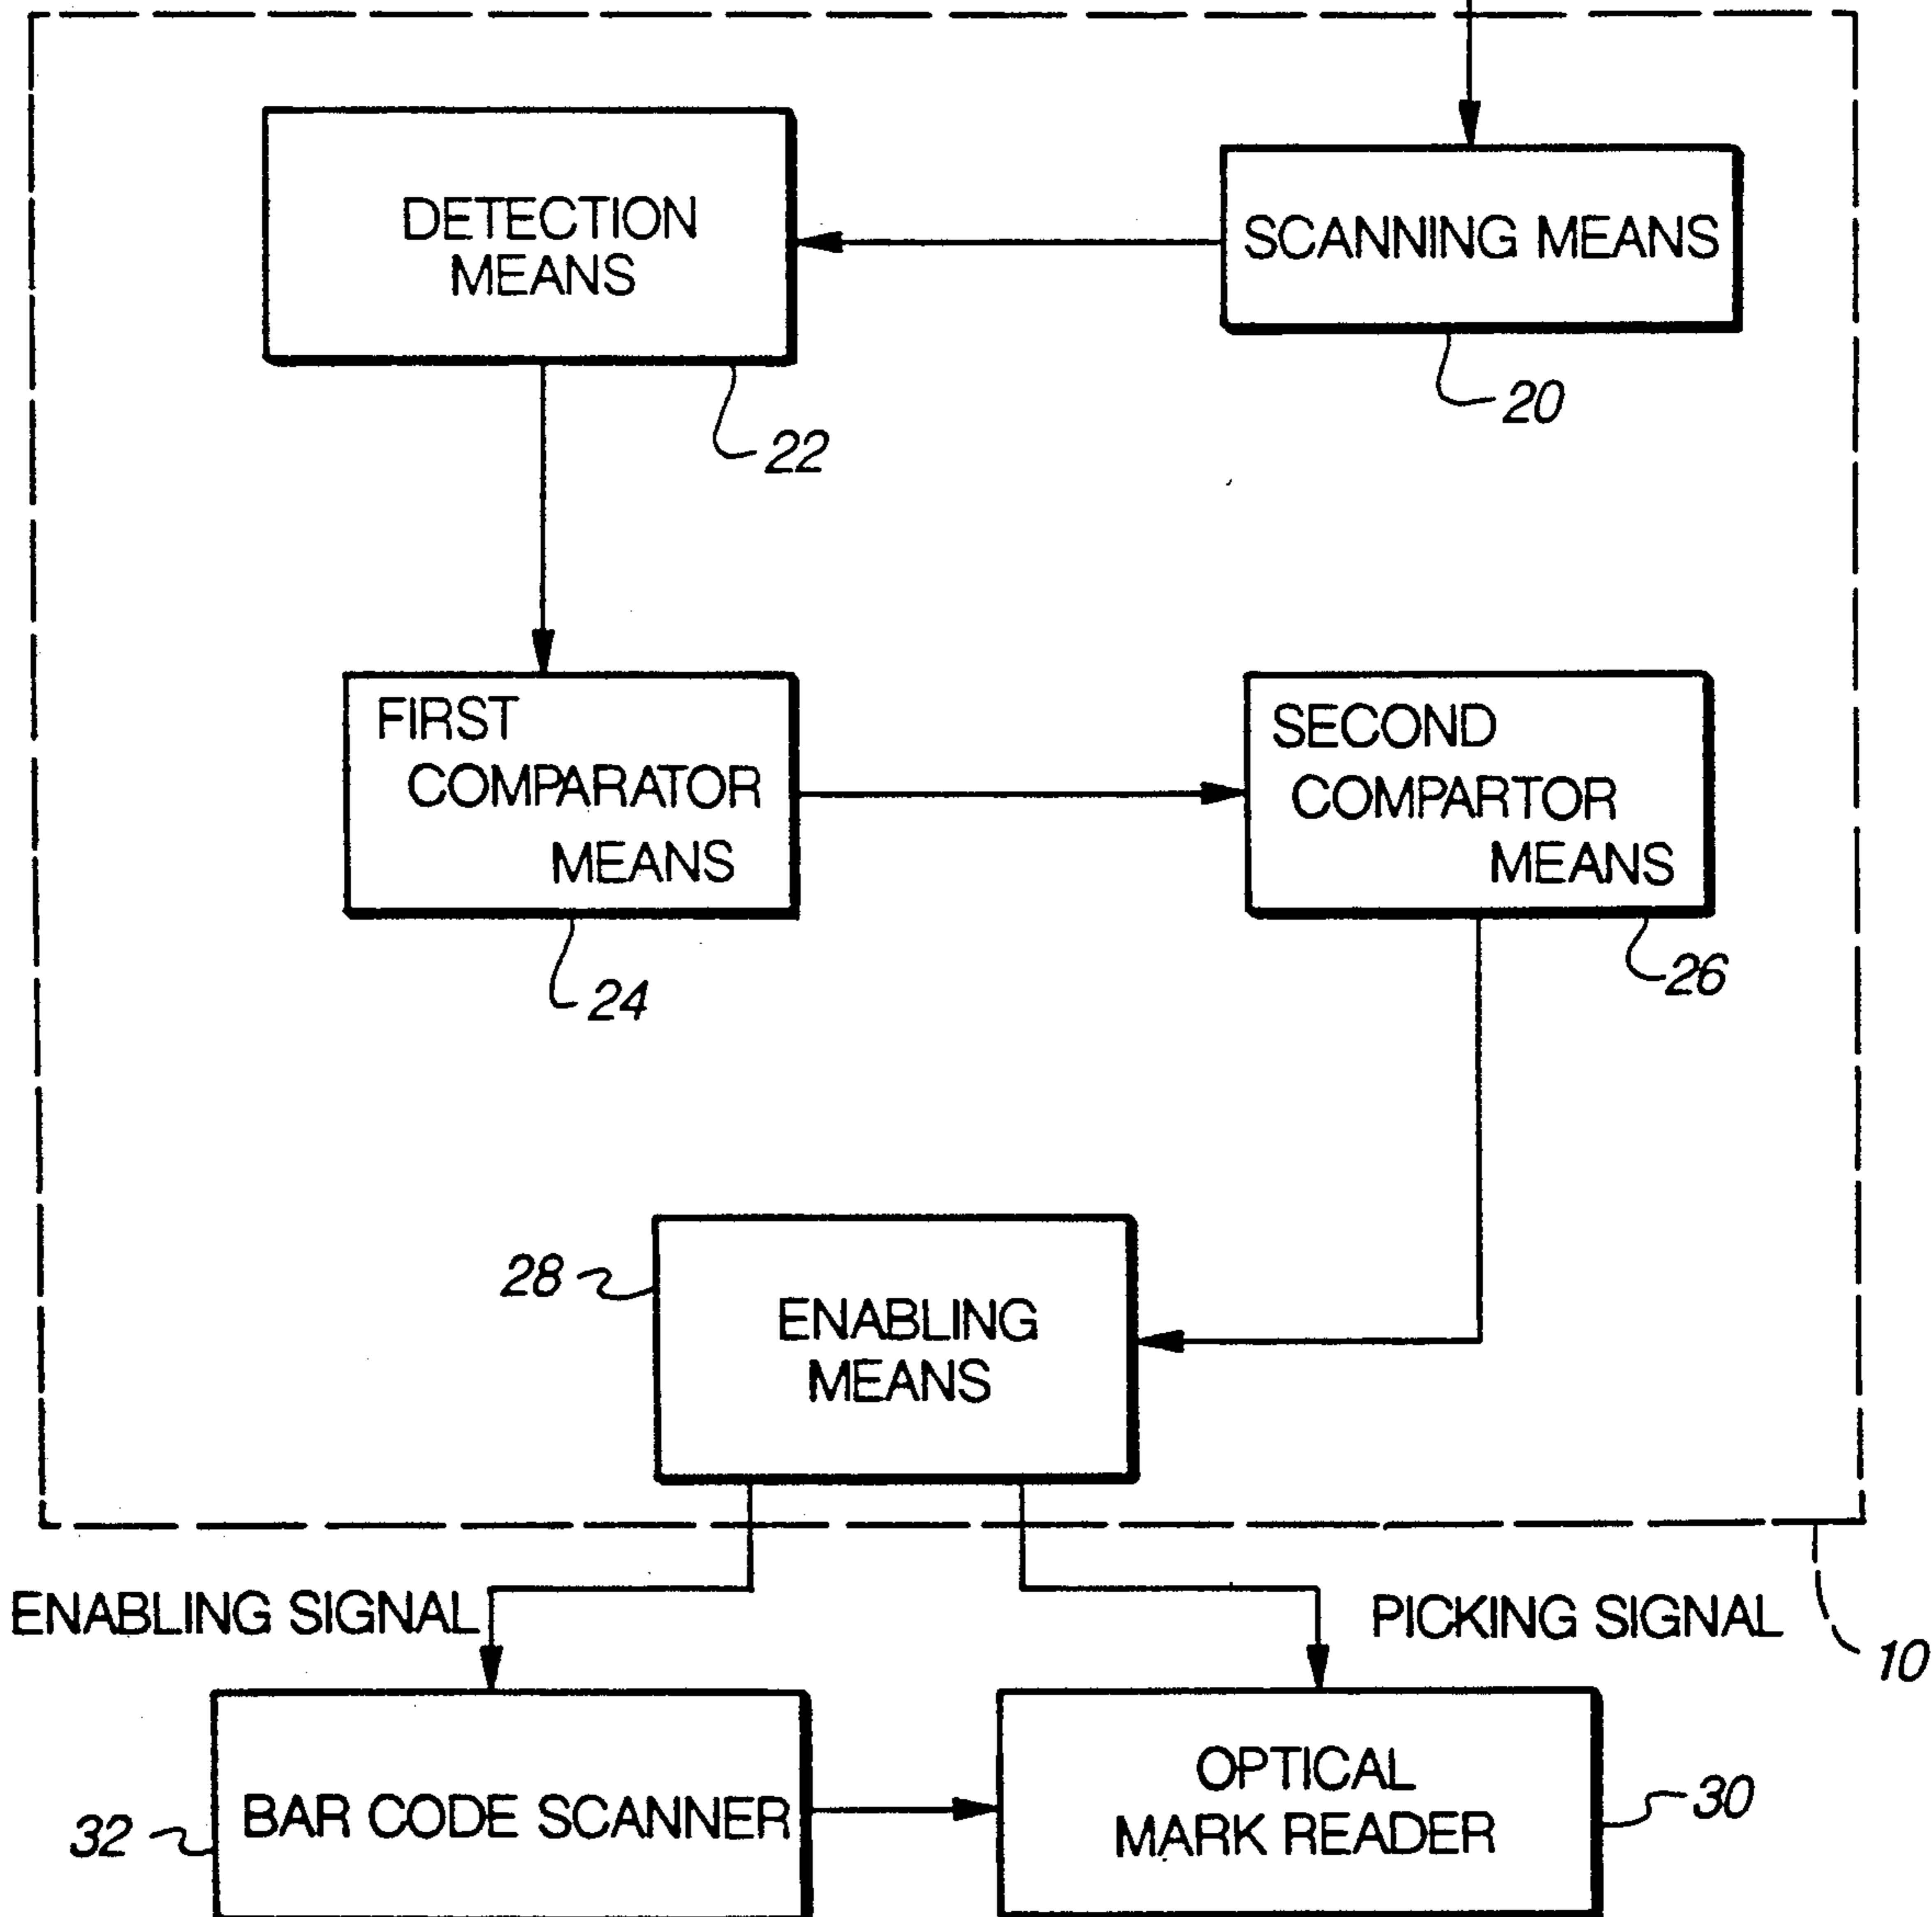 DETECTION
MEANS
22
SCANNING MEANS
20
FIRST
COMPARATOR
MEANS
24
SECOND
COMPARTOR
MEANS
26
28
ENABLING
MEANS
10
ENABLING SIGNAL
PICKING SIGNAL
32
BAR CODE SCANNER
OPTICAL
MARK READER
30